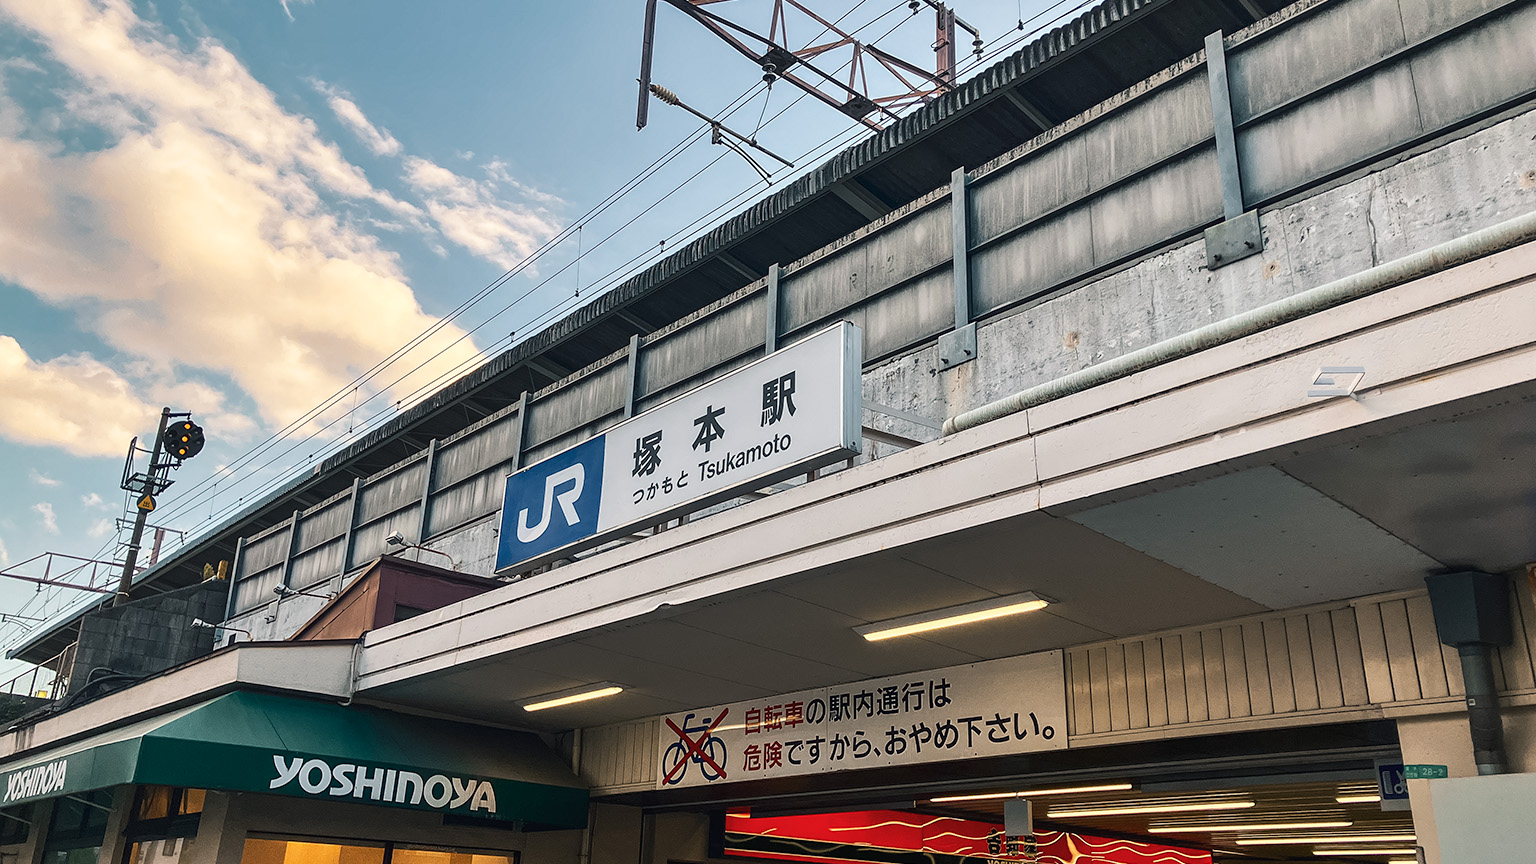 JR
塚本駅
つかもと Tsukamoto
自転車の駅内通行は
危険ですから、おやめ下さい。
YOSHINOYA
YOSHINOYA
28-2